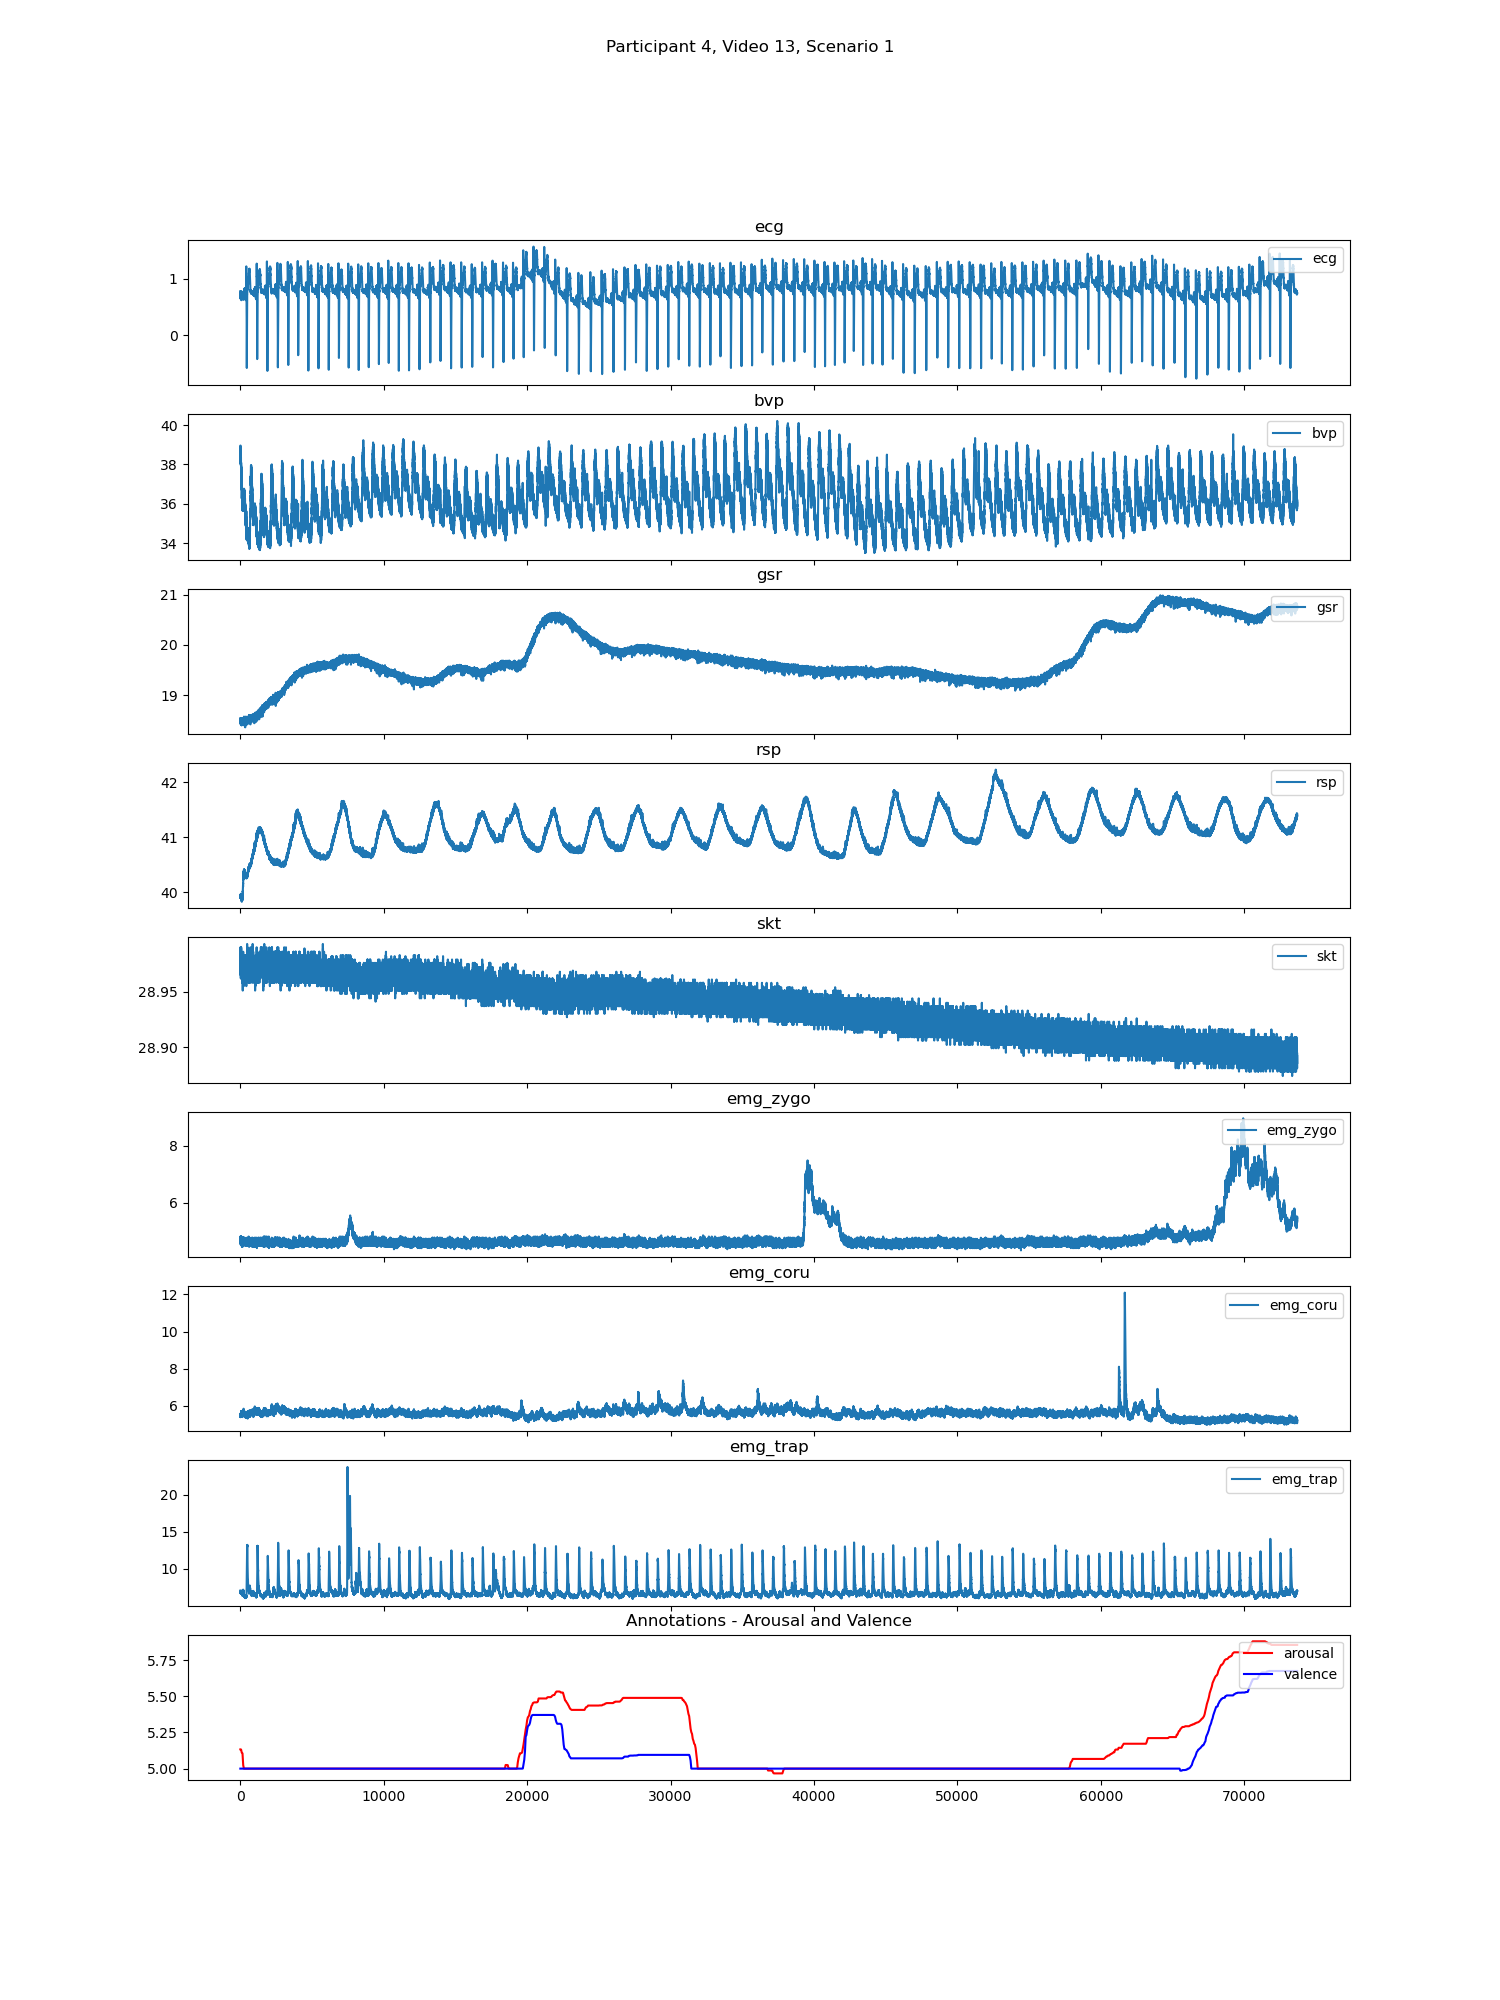 Participant 4, Video 13, Scenario 1
ecg
1
0
ecg
bvp
40
38
36
34
bvp
gsr
21
20
19
gsr
rsp
42
41
40
rsp
skt
28.95
28.90
skt
emg_zygo
8
6
emg_zygo
emg_coru
12
10
8
6
emg_coru
emg_trap
20
15
10
emg_trap
Annotations - Arousal and Valence
5.75
5.50
5.25
5.00
arousal
valence
0 10000 20000 30000 40000 50000 60000 70000